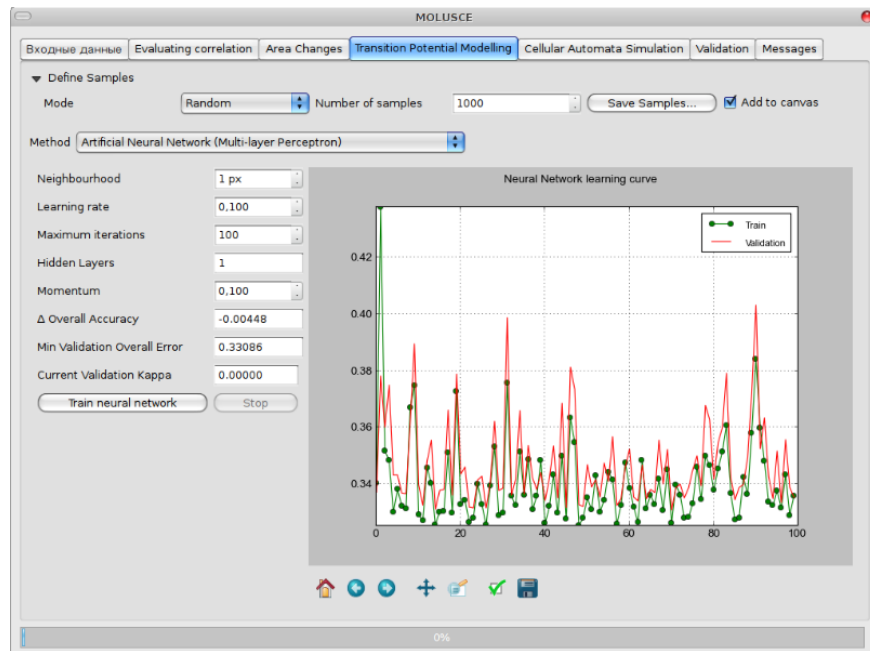 MOLUSCE
Входные данные Evaluating correlation Area Changes Transition Potential Modelling Cellular Automata Simulation Validation Messages
Define Samples
Mode Random Number of samples 1000 Save Samples... Add to canvas
Method Artificial Neural Network (Multi-layer Perceptron)
Neighbourhood 1 px
Learning rate 0,100
Maximum iterations 100
Hidden Layers 1
Momentum 0,100
Δ Overall Accuracy -0.00448
Min Validation Overall Error 0.33086
Current Validation Kappa 0.00000
Train neural network Stop
Neural Network learning curve
Train
Validation
0.42
0.40
0.38
0.36
0.34
0 20 40 60 80 100
0%